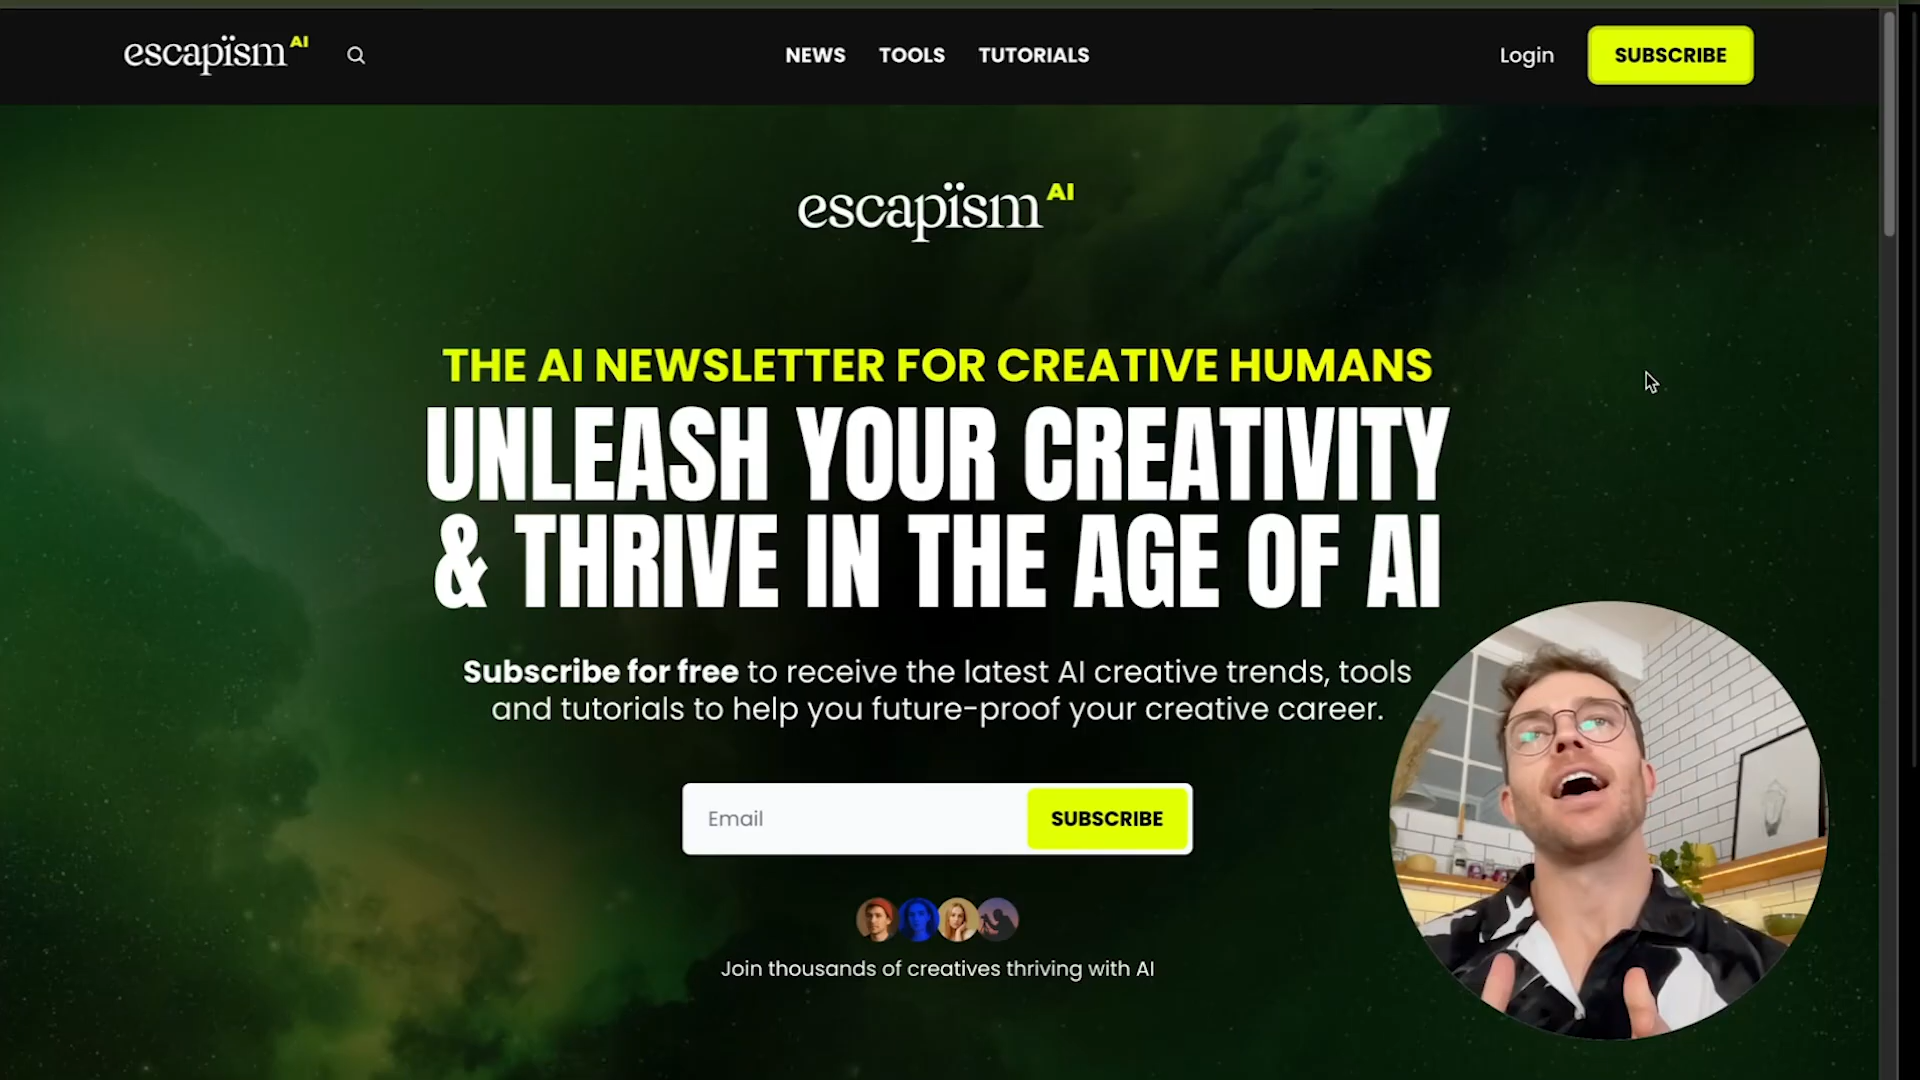 escapïsm AI
NEWS
TOOLS
TUTORIALS
Login
SUBSCRIBE
escapïsm AI
THE AI NEWSLETTER FOR CREATIVE HUMANS
UNLEASH YOUR CREATIVITY
& THRIVE IN THE AGE OF AI
Subscribe for free to receive the latest AI creative trends, tools
and tutorials to help you future-proof your creative career.
Email
SUBSCRIBE
Join thousands of creatives thriving with AI